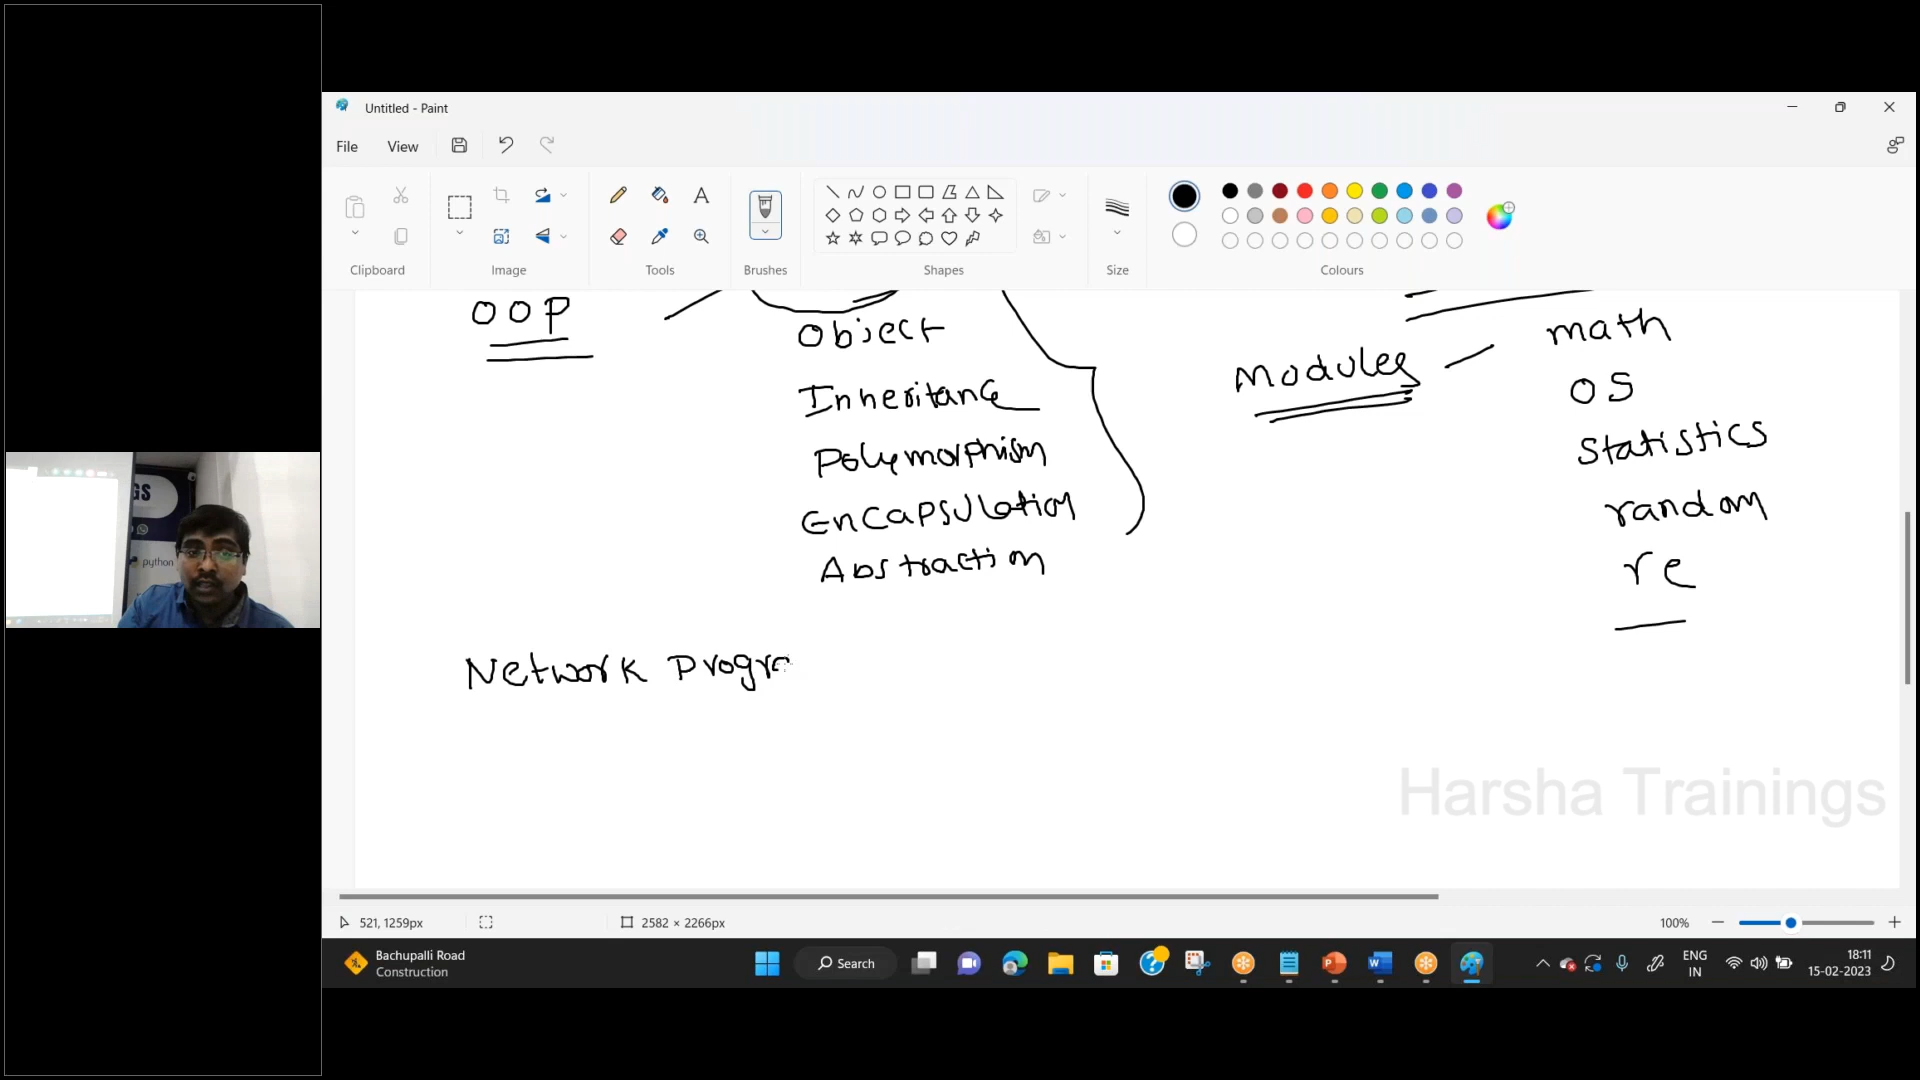 Untitled - Paint
File View
Clipboard Image Tools Brushes Shapes Size Colours
OOP
Object
Inheritance
Polymorphism
Encapsulation
Abstraction
Modules
math
OS
Statistics
random
re
Network Progra
Harsha Trainings
GS
python
521, 1259px
2582 × 2266px
100%
Bachupalli Road
Construction
Search
ENG
IN
18:11
15-02-2023